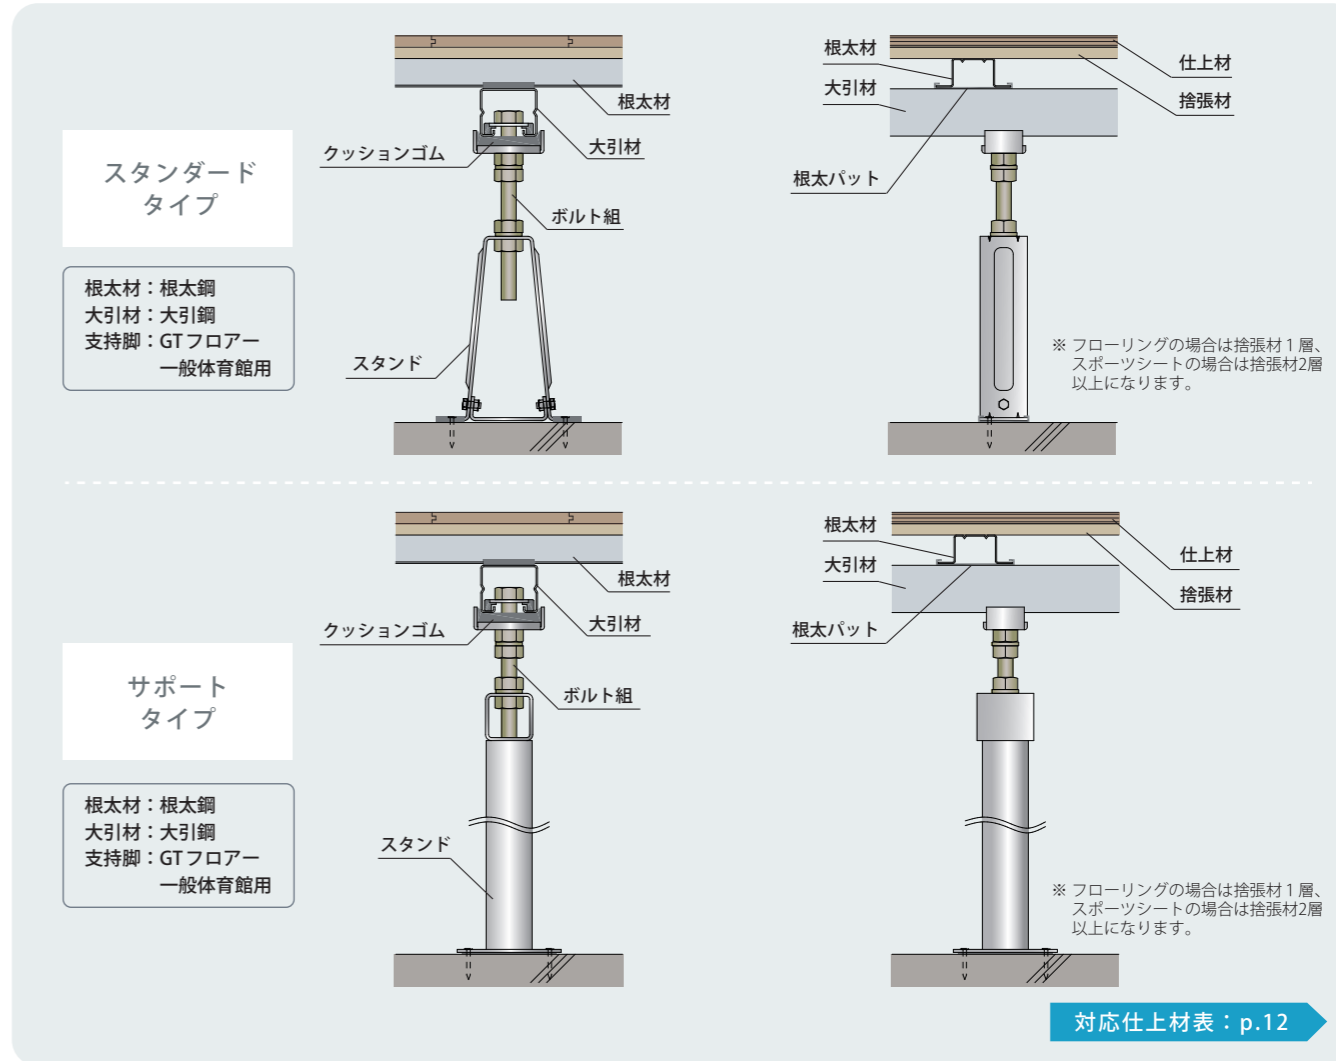 スタンダード
タイプ
根太材：根太鋼
大引材：大引鋼
支持脚：GTフロアー
一般体育館用
根太材
大引材
クッションゴム
ボルト組
スタンド
根太材
大引材
根太パット
仕上材
捨張材
※ フローリングの場合は捨張材1層、
スポーツシートの場合は捨張材2層
以上になります。
サポート
タイプ
根太材：根太鋼
大引材：大引鋼
支持脚：GTフロアー
一般体育館用
根太材
大引材
クッションゴム
ボルト組
スタンド
根太材
大引材
根太パット
仕上材
捨張材
※ フローリングの場合は捨張材1層、
スポーツシートの場合は捨張材2層
以上になります。
対応仕上材表：p.12